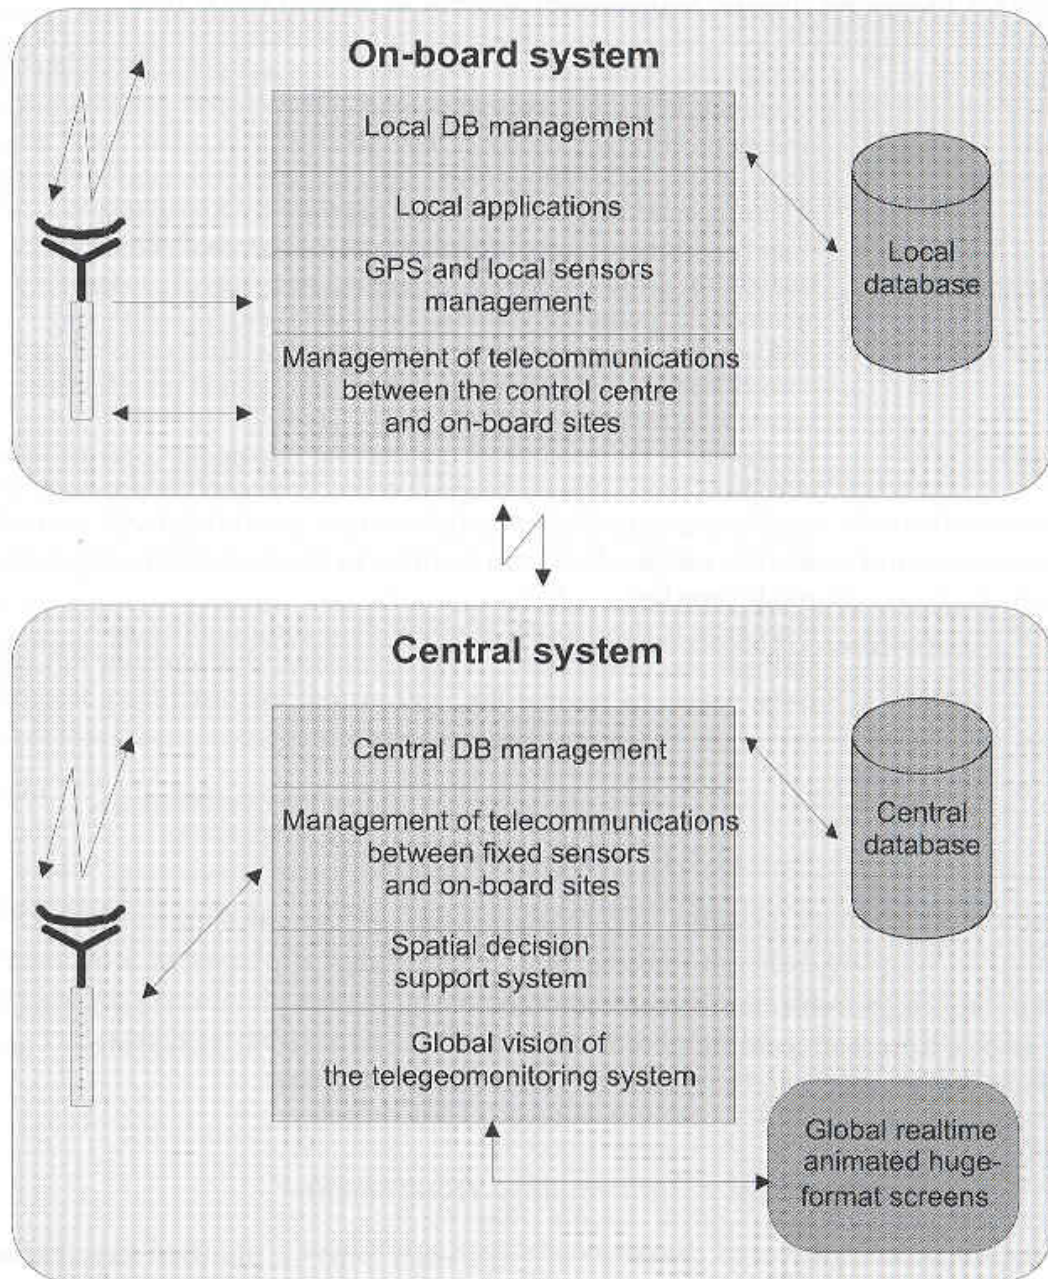 On-board system
Local DB management
Local applications
GPS and local sensors
management
Management of telecommunications
between the control centre
and on-board sites
Local
database
Central system
Central DB management
Management of telecommunications
between fixed sensors
and on-board sites
Spatial decision
support system
Global vision of
the telegeomonitoring system
Central
database
Global realtime
animated huge-
format screens